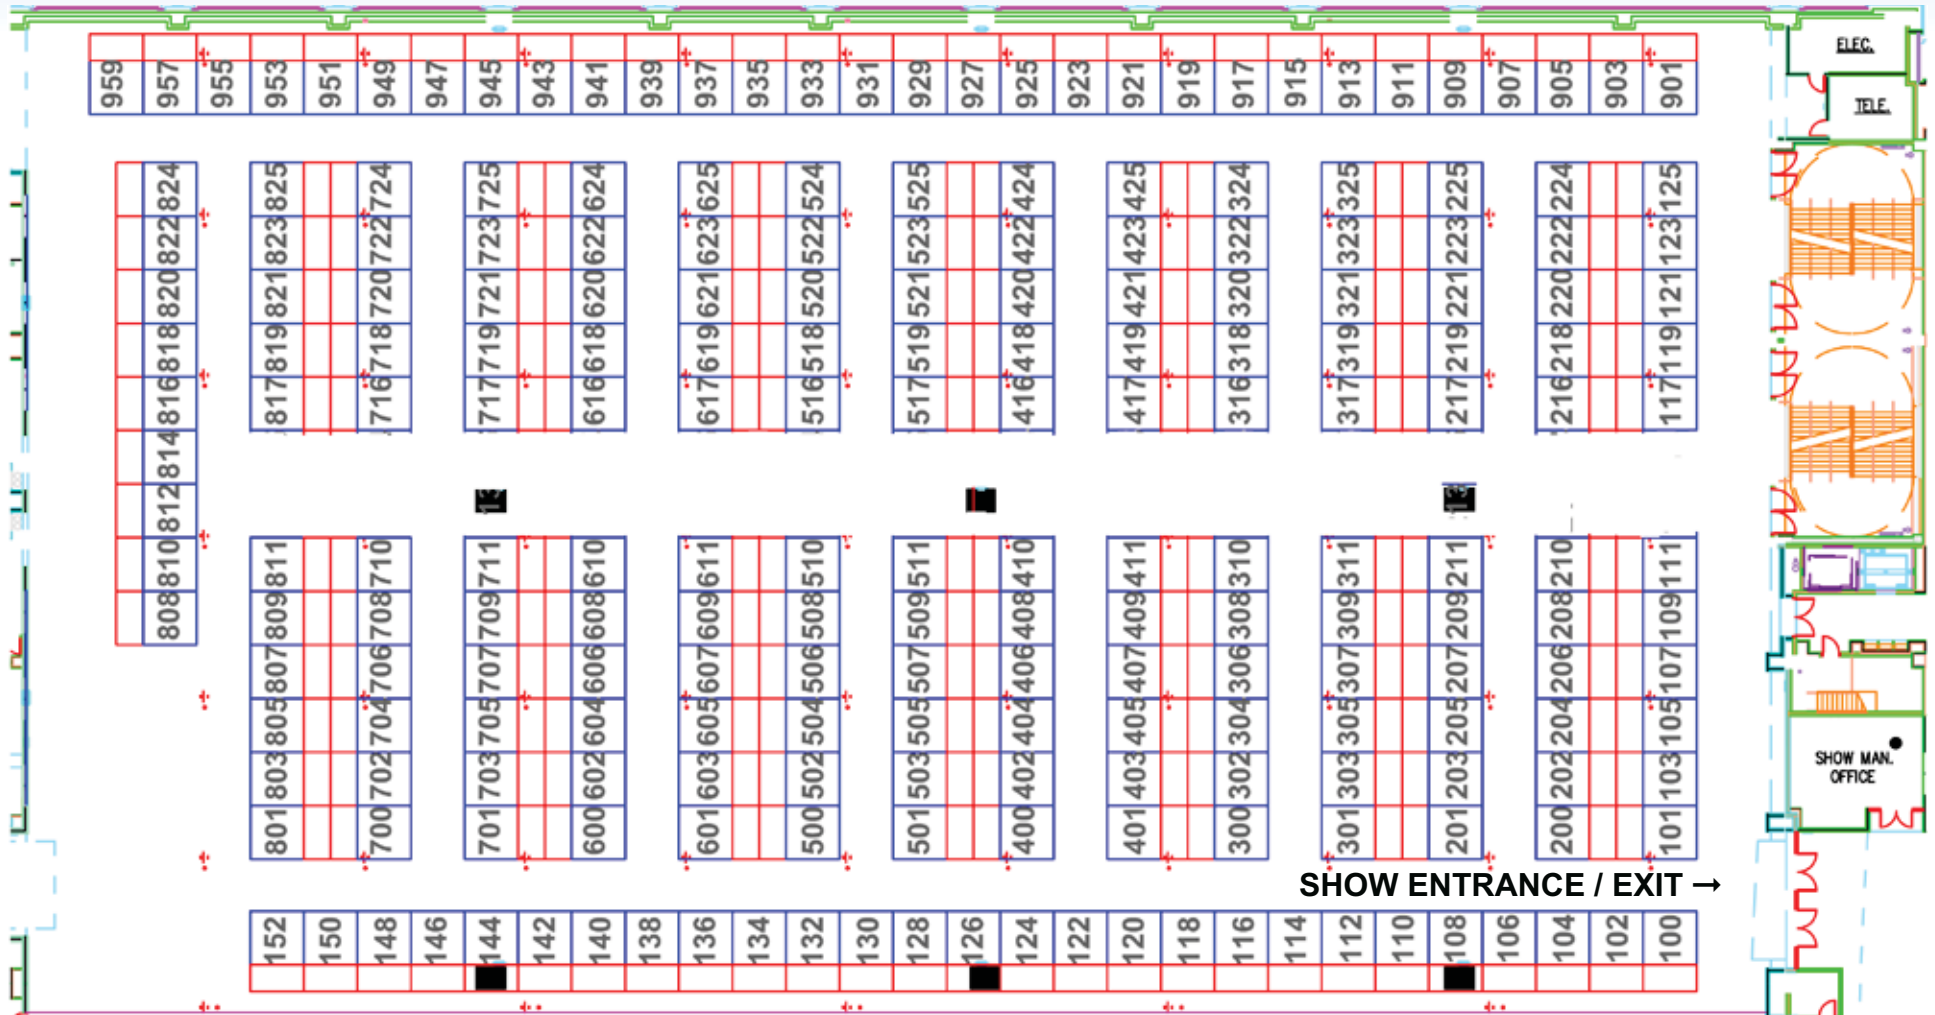 959 957 955 953 951 949 947 945 943 941 939 937 935 933 931 929 927 925 923 921 919 917 915 913 911 909 907 905 903 901
ELEC.
TELE.
824 825 724 725 624 625 524 525 424 425 324 325 225 224 125
822 823 722 723 622 623 522 523 422 423 322 323 223 222 123
820 821 720 721 620 621 520 521 420 421 320 321 221 220 121
818 819 718 719 618 619 518 519 418 419 318 319 219 218 119
816 817 716 717 616 617 516 517 416 417 316 317 217 216 117
814
812 13 13
810 811 710 711 610 611 510 511 410 411 310 311 211 210 111
808 809 708 709 608 609 508 509 408 409 308 309 209 208 109
807 706 707 606 607 506 507 406 407 306 307 207 206 107
805 704 705 604 605 504 505 404 405 304 305 205 204 105
803 702 703 602 603 502 503 402 403 302 303 203 202 103
SHOW MAN.
OFFICE
801 700 701 600 601 500 501 400 401 300 301 201 200 101
SHOW ENTRANCE / EXIT →
152 150 148 146 144 142 140 138 136 134 132 130 128 126 124 122 120 118 116 114 112 110 108 106 104 102 100